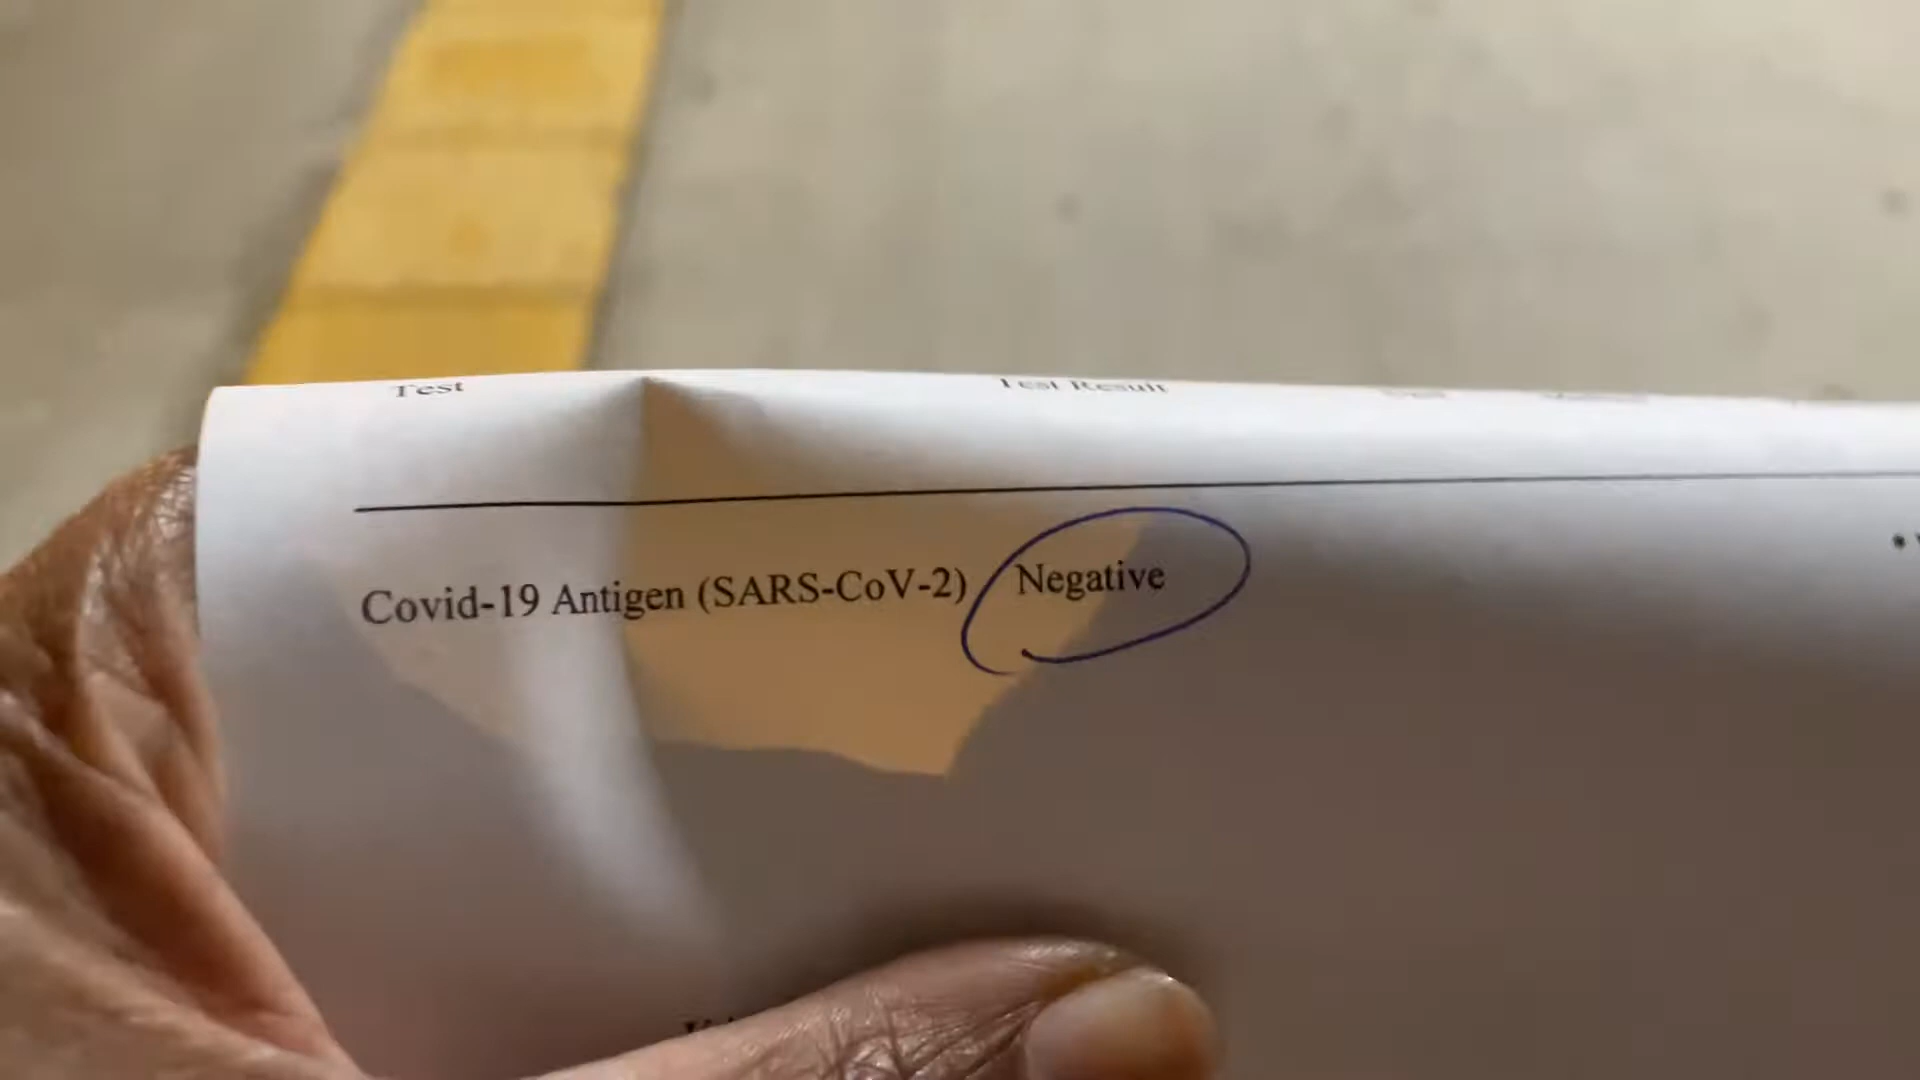 Test Test Result
Covid-19 Antigen (SARS-CoV-2) Negative